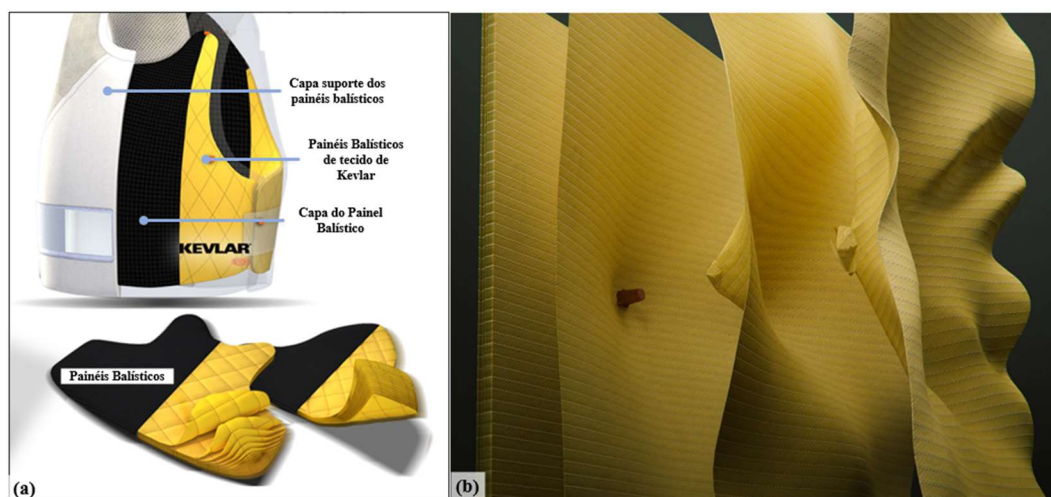 Capa suporte dos
painéis balísticos
Painéis Balísticos
de tecido de
Kevlar
Capa do Painel
Balístico
KEVLAR
Painéis Balísticos
(a)
(b)